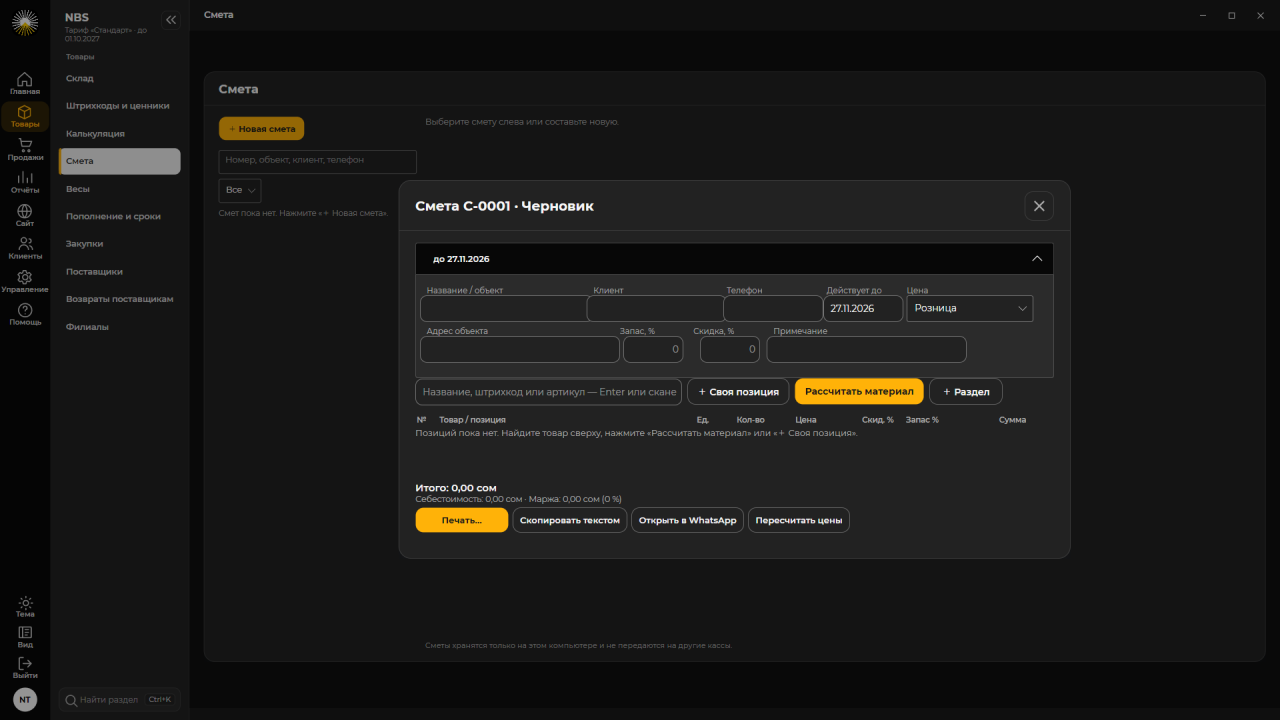 NBS
Тариф «Стандарт» · до
01.10.2027
Товары
Склад
Штрихкоды и ценники
Калькуляция
Смета
Весы
Пополнение и сроки
Закупки
Поставщики
Возвраты поставщикам
Филиалы
Найти раздел Ctrl+K
Главная
Товары
Продажи
Отчёты
Сайт
Клиенты
Управление
Помощь
Тема
Вид
Выйти
NT
Смета
Смета
+ Новая смета
Выберите смету слева или составьте новую.
Номер, объект, клиент, телефон
Все
Смет пока нет. Нажмите «+ Новая смета».
Смета С-0001 · Черновик
до 27.11.2026
Название / объект Клиент Телефон Действует до Цена
27.11.2026 Розница
Адрес объекта Запас, % Скидка, % Примечание
0 0
Название, штрихкод или артикул — Enter или скане + Своя позиция Рассчитать материал + Раздел
№ Товар / позиция Ед. Кол-во Цена Скид. % Запас % Сумма
Позиций пока нет. Найдите товар сверху, нажмите «Рассчитать материал» или «+ Своя позиция».
Итого: 0,00 сом
Себестоимость: 0,00 сом · Маржа: 0,00 сом (0 %)
Печать... Скопировать текстом Открыть в WhatsApp Пересчитать цены
Сметы хранятся только на этом компьютере и не передаются на другие кассы.